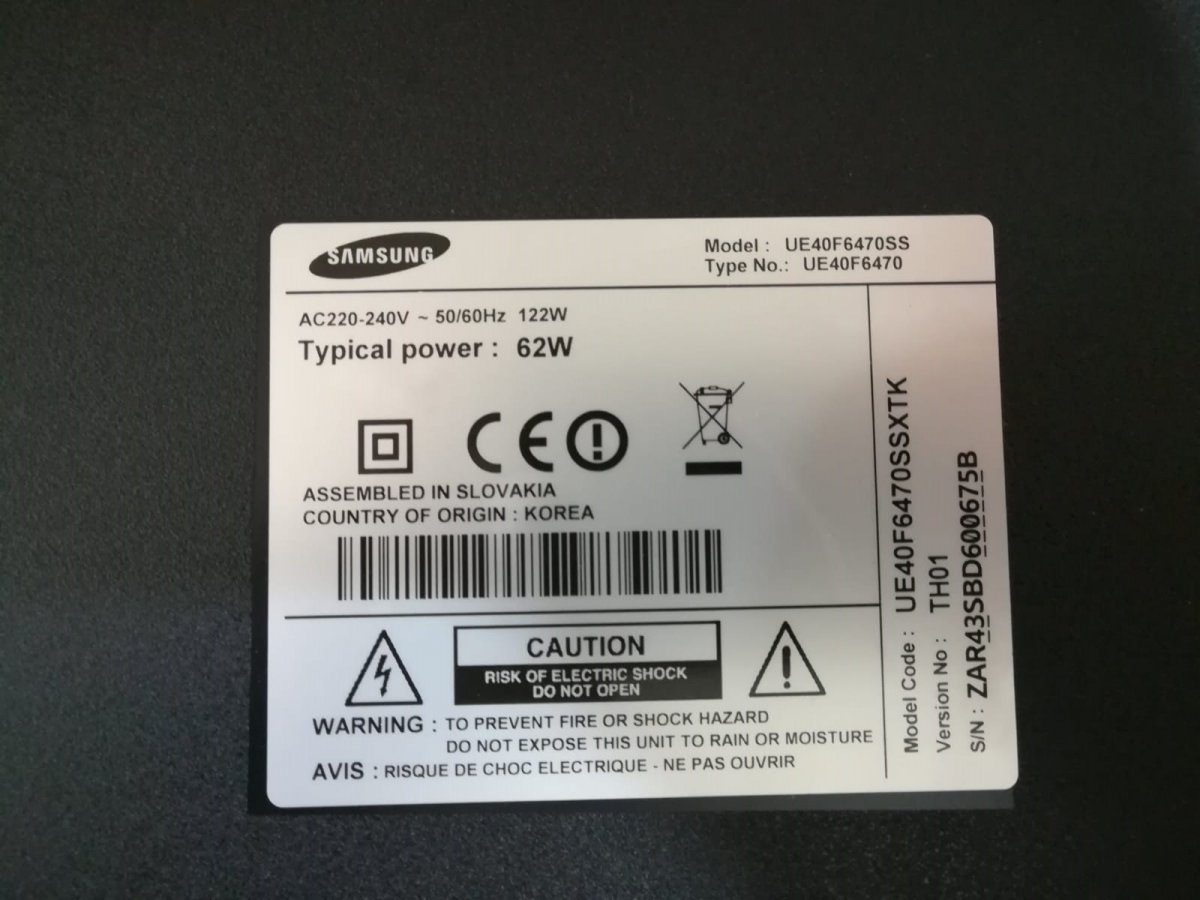 SAMSUNG
Model : UE40F6470SS
Type No.: UE40F6470
AC220-240V ~ 50/60Hz 122W
Typical power : 62W
CE
ASSEMBLED IN SLOVAKIA
COUNTRY OF ORIGIN : KOREA
CAUTION
RISK OF ELECTRIC SHOCK
DO NOT OPEN
WARNING : TO PREVENT FIRE OR SHOCK HAZARD
DO NOT EXPOSE THIS UNIT TO RAIN OR MOISTURE
AVIS : RISQUE DE CHOC ELECTRIQUE - NE PAS OUVRIR
Model Code : UE40F6470SSXTK
Version No : TH01
S/N : ZAR43SBD600675B